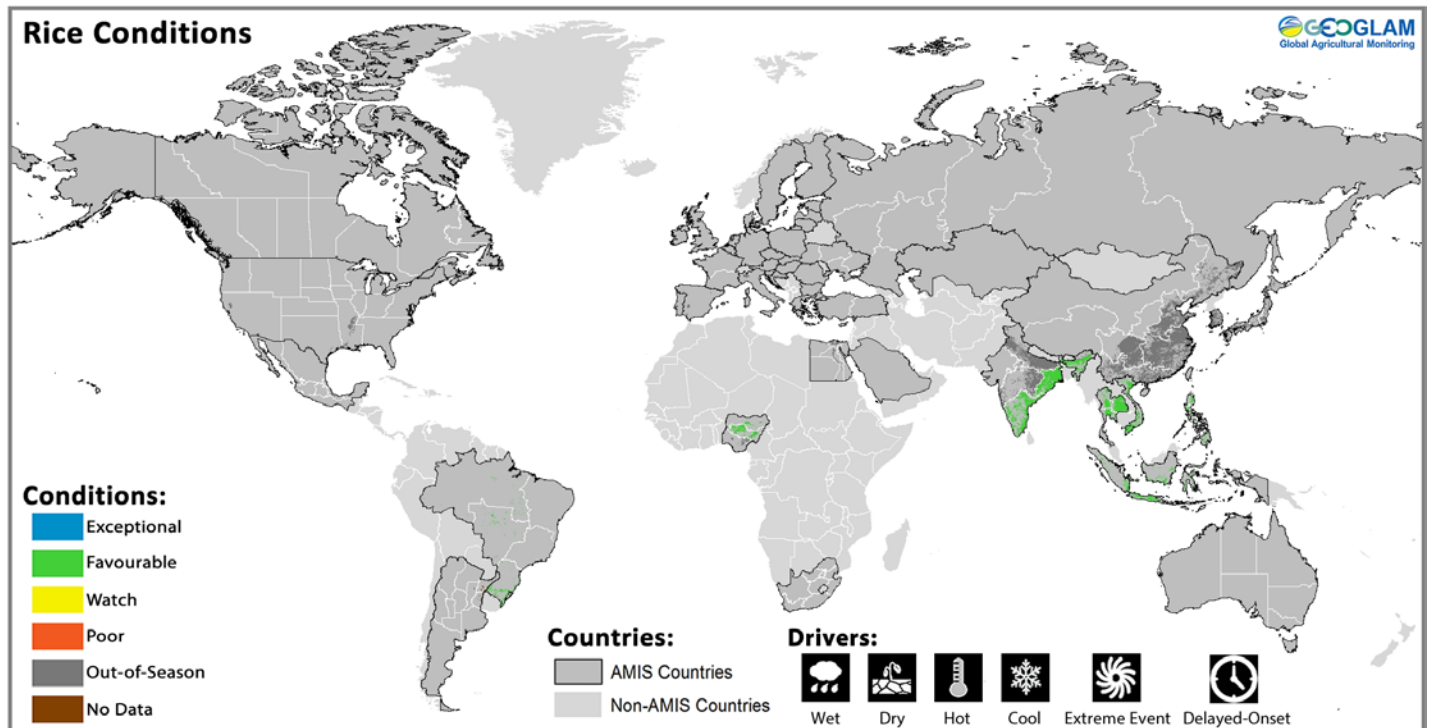 Rice Conditions
GEOGLAM
Global Agricultural Monitoring
Conditions:
Exceptional
Favourable
Watch
Poor
Out-of-Season
No Data
Countries:
AMIS Countries
Non-AMIS Countries
Drivers:
Wet
Dry
Hot
Cool
Extreme Event
Delayed-Onset